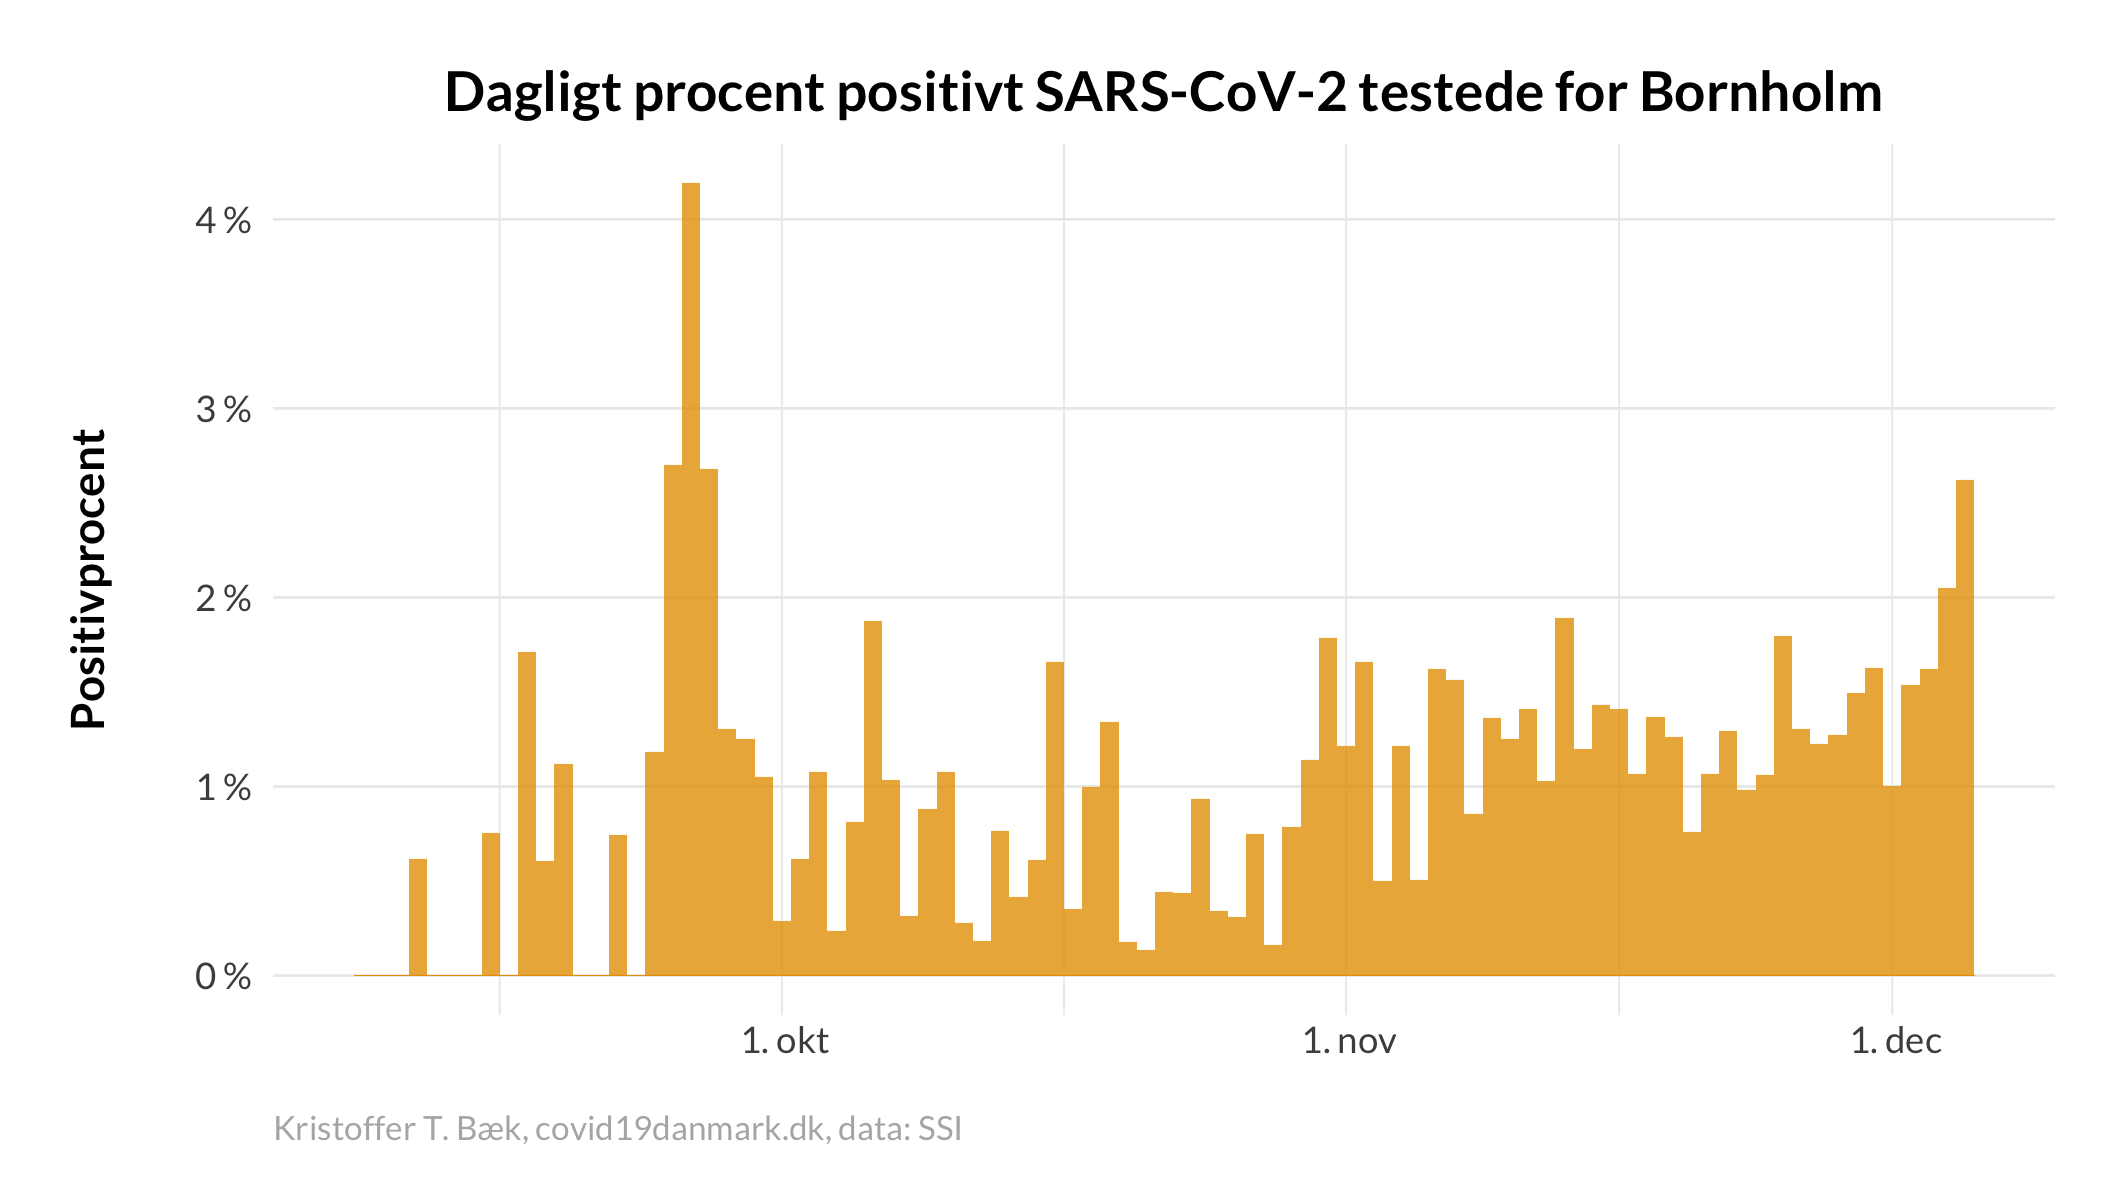 Dagligt procent positivt SARS-CoV-2 testede for Bornholm
Positivprocent
4 %
3 %
2 %
1 %
0 %
1. okt
1. nov
1. dec
Kristoffer T. Bæk, covid19danmark.dk, data: SSI